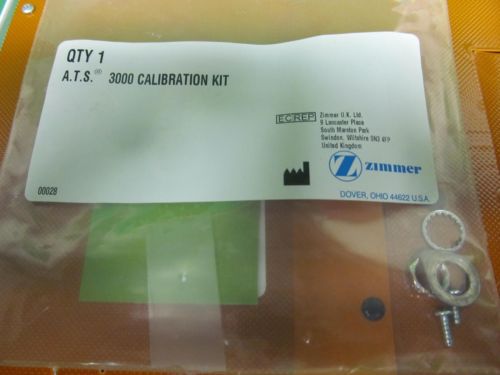 QTY 1
A.T.S.® 3000 CALIBRATION KIT
EC REP
Zimmer U.K. Ltd.
9 Lancaster Place
South Marston Park
Swindon, Wiltshire SN3 4FP
United Kingdom
Z zimmer
DOVER, OHIO 44622 U.S.A.
00028